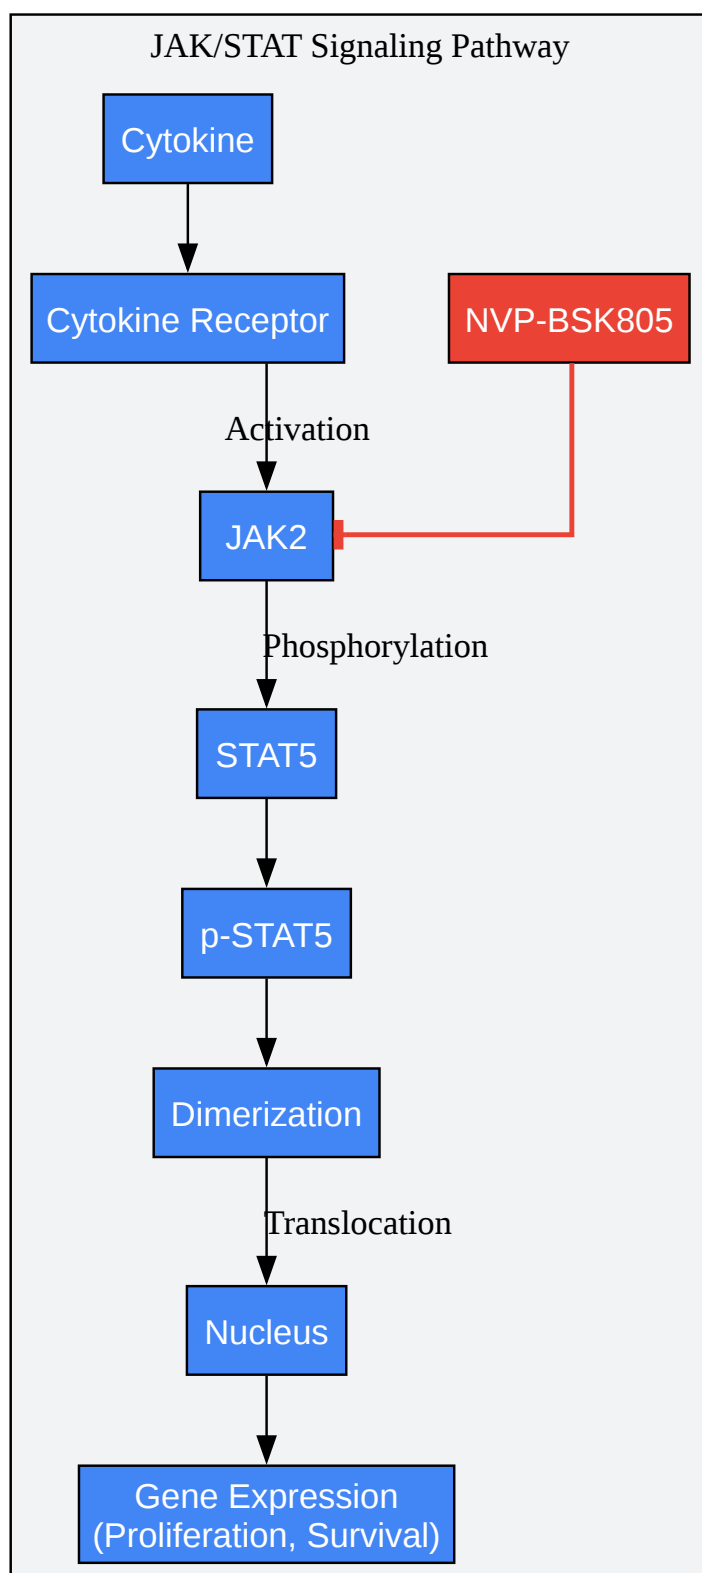 JAK/STAT Signaling Pathway
Cytokine
Cytokine Receptor
NVP-BSK805
Activation
JAK2
Phosphorylation
STAT5
p-STAT5
Dimerization
Translocation
Nucleus
Gene Expression
(Proliferation, Survival)